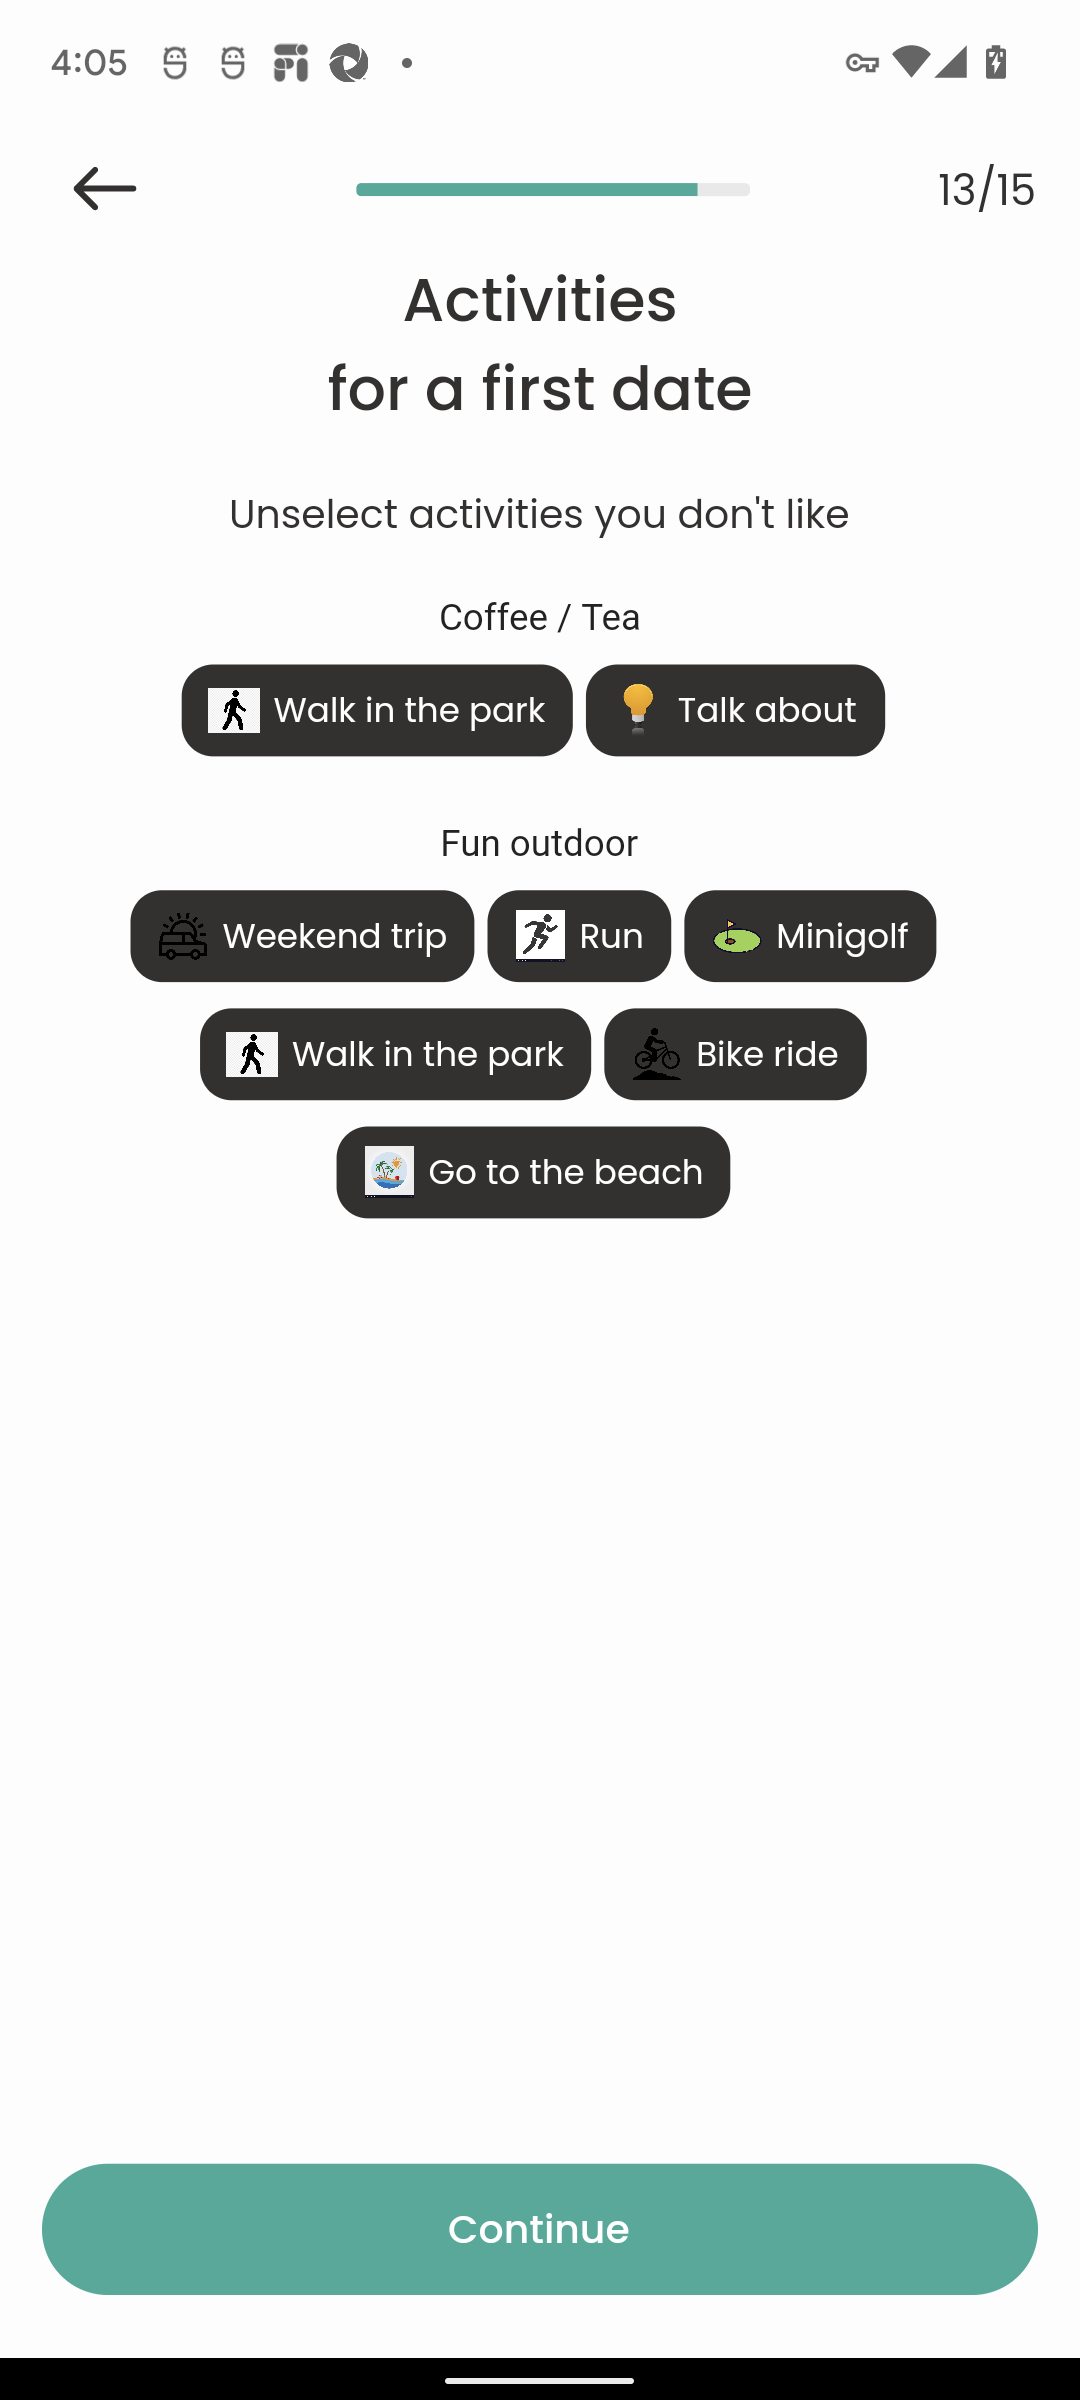 4:05
13/15
Activities
for a first date
Unselect activities you don't like
Coffee / Tea
Walk in the park Talk about
Fun outdoor
Weekend trip Run Minigolf
Walk in the park Bike ride
Go to the beach
Continue